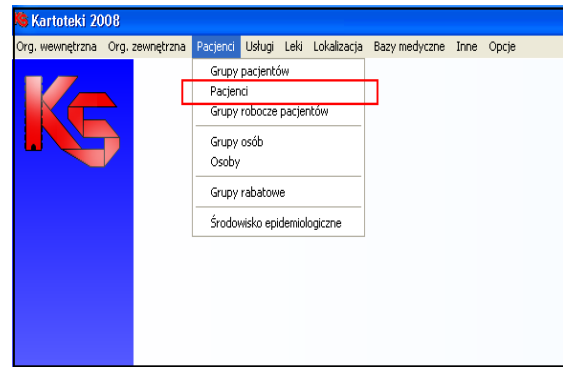 Kartoteki 2008
Org. wewnętrzna Org. zewnętrzna Pacjenci Usługi Leki Lokalizacja Bazy medyczne Inne Opcje
Grupy pacjentów
Pacjenci
Grupy robocze pacjentów
Grupy osób
Osoby
Grupy rabatowe
Środowisko epidemiologiczne
KS